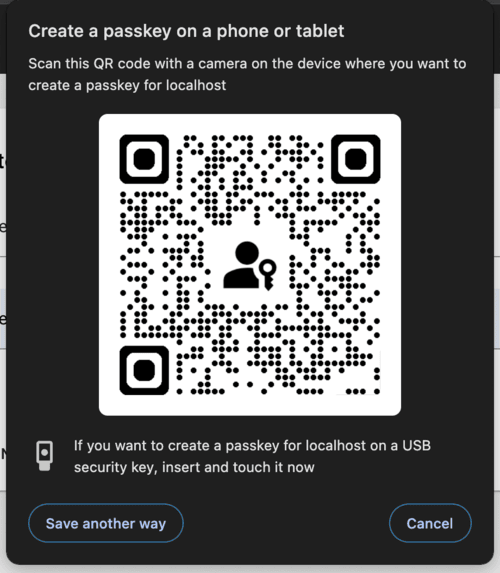 Create a passkey on a phone or tablet
Scan this QR code with a camera on the device where you want to
create a passkey for localhost
If you want to create a passkey for localhost on a USB
security key, insert and touch it now
Save another way
Cancel